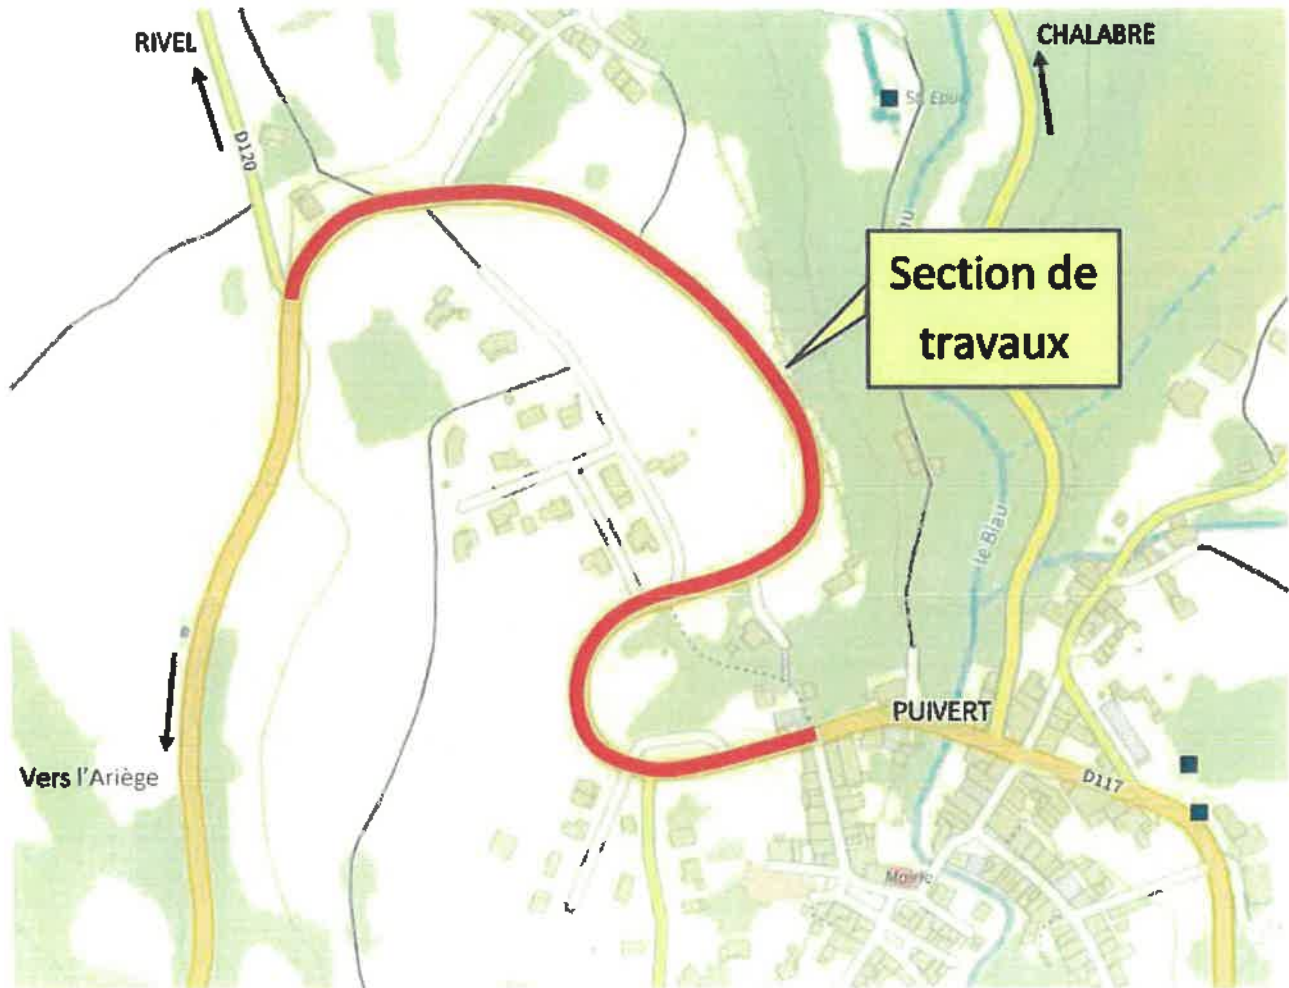 RIVEL
CHALABRE
D120
Section de
travaux
le Blau
PUIVERT
Vers l'Ariège
D117
Mairie